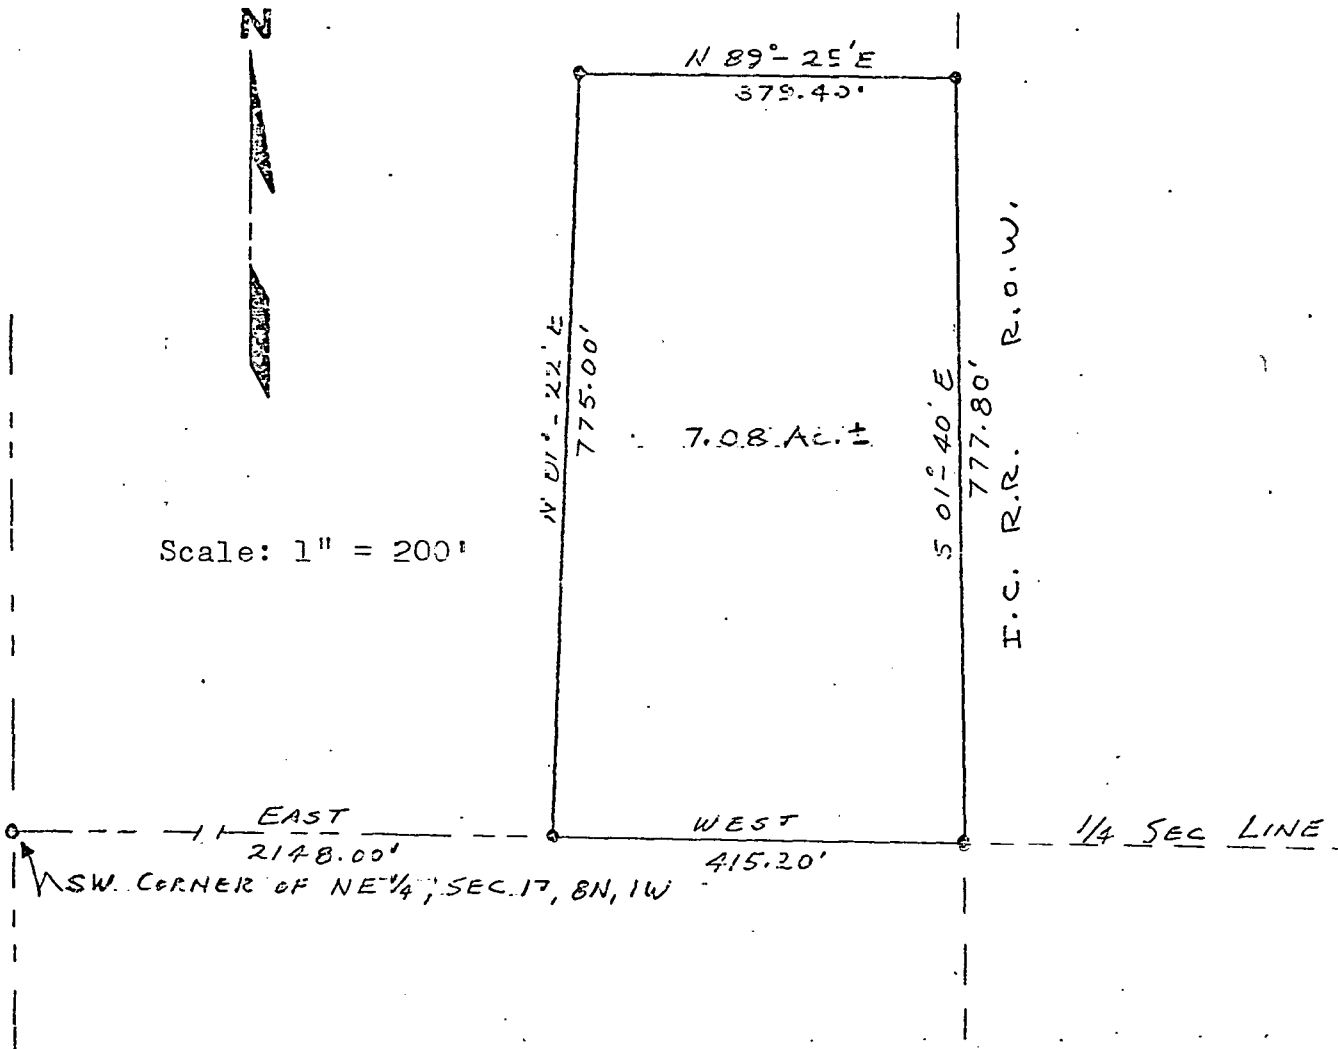 N
N 89°-25'E
379.40'
N 01°-22' E
775.00'
7.08 Ac.±
S 01°-40' E
777.80'
I.C. R.R. R.O.W.
Scale: 1" = 200'
EAST
2148.00'
WEST
415.20'
1/4 SEC LINE
SW. CORNER OF NE-1/4, SEC.17, 8N, 1W